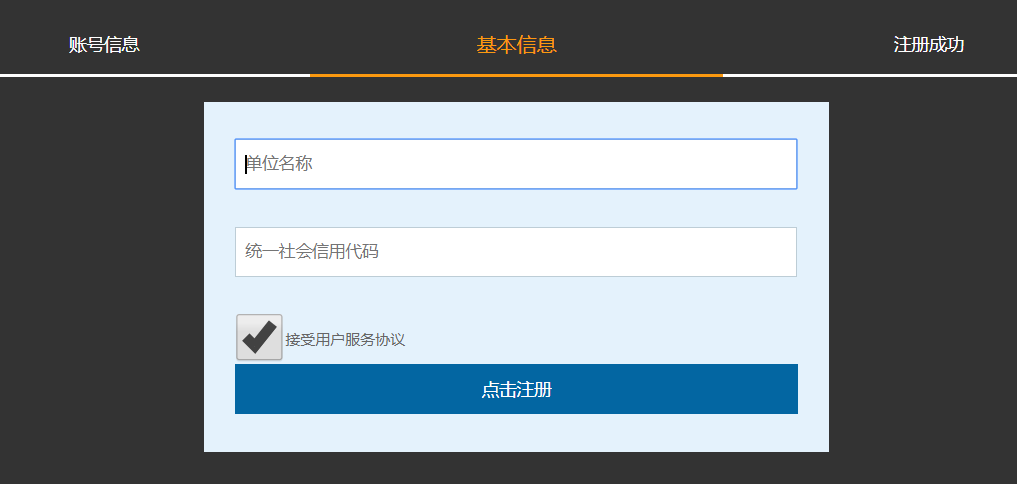 账号信息 基本信息 注册成功
单位名称
统一社会信用代码
接受用户服务协议
点击注册